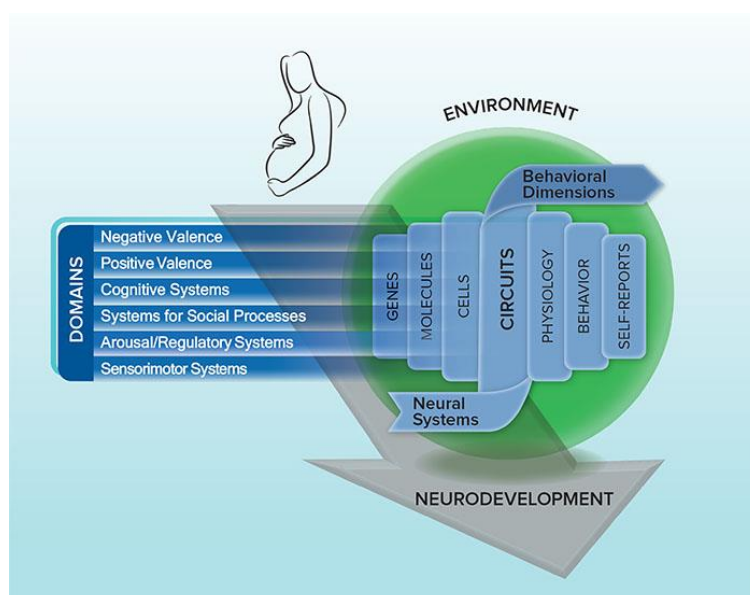 ENVIRONMENT
Behavioral
Dimensions
DOMAINS
Negative Valence
Positive Valence
Cognitive Systems
Systems for Social Processes
Arousal/Regulatory Systems
Sensorimotor Systems
GENES
MOLECULES
CELLS
CIRCUITS
PHYSIOLOGY
BEHAVIOR
SELF-REPORTS
Neural
Systems
NEURODEVELOPMENT